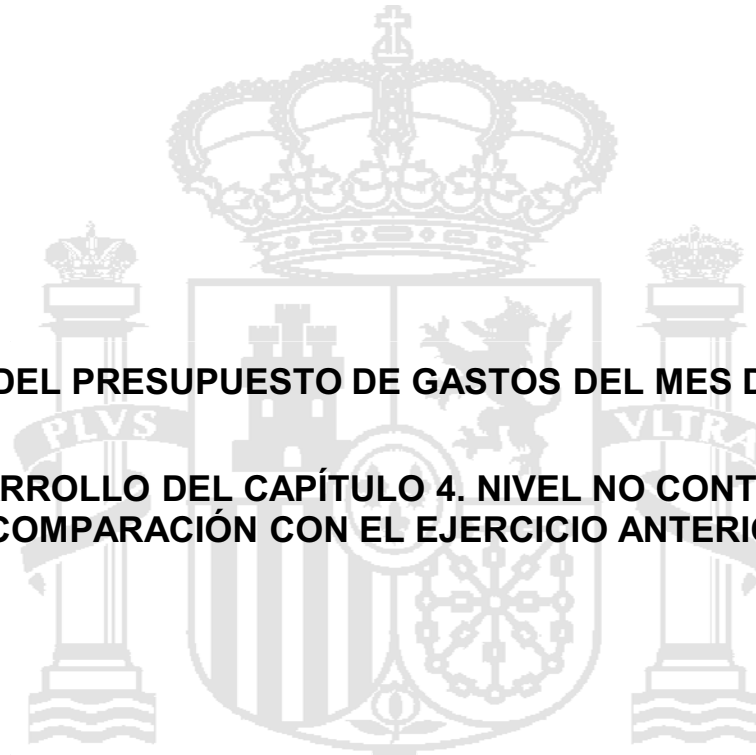 DEL PRESUPUESTO DE GASTOS DEL MES D
PLVS
VLTRA
RROLLO DEL CAPÍTULO 4. NIVEL NO CONT
COMPARACIÓN CON EL EJERCICIO ANTERI